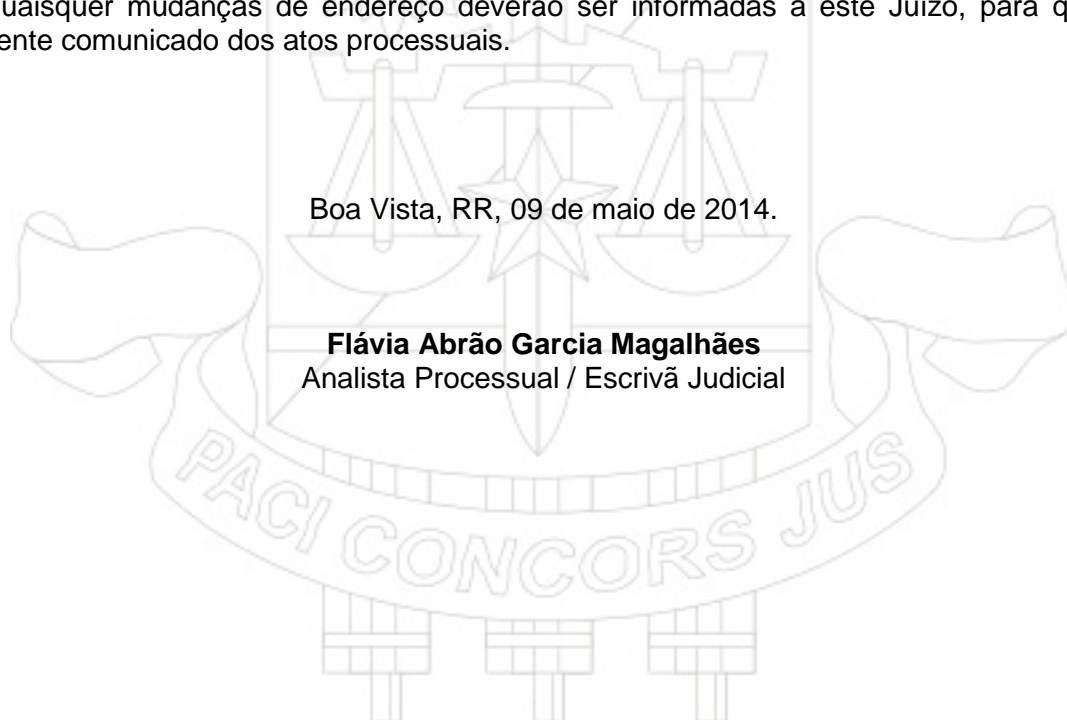 uaisquer mudanças de endereço deverão ser informadas a este Juízo, para q
ente comunicado dos atos processuais.
Boa Vista, RR, 09 de maio de 2014.
Flávia Abrão Garcia Magalhães
Analista Processual / Escrivã Judicial
PACI CONCORS JUS